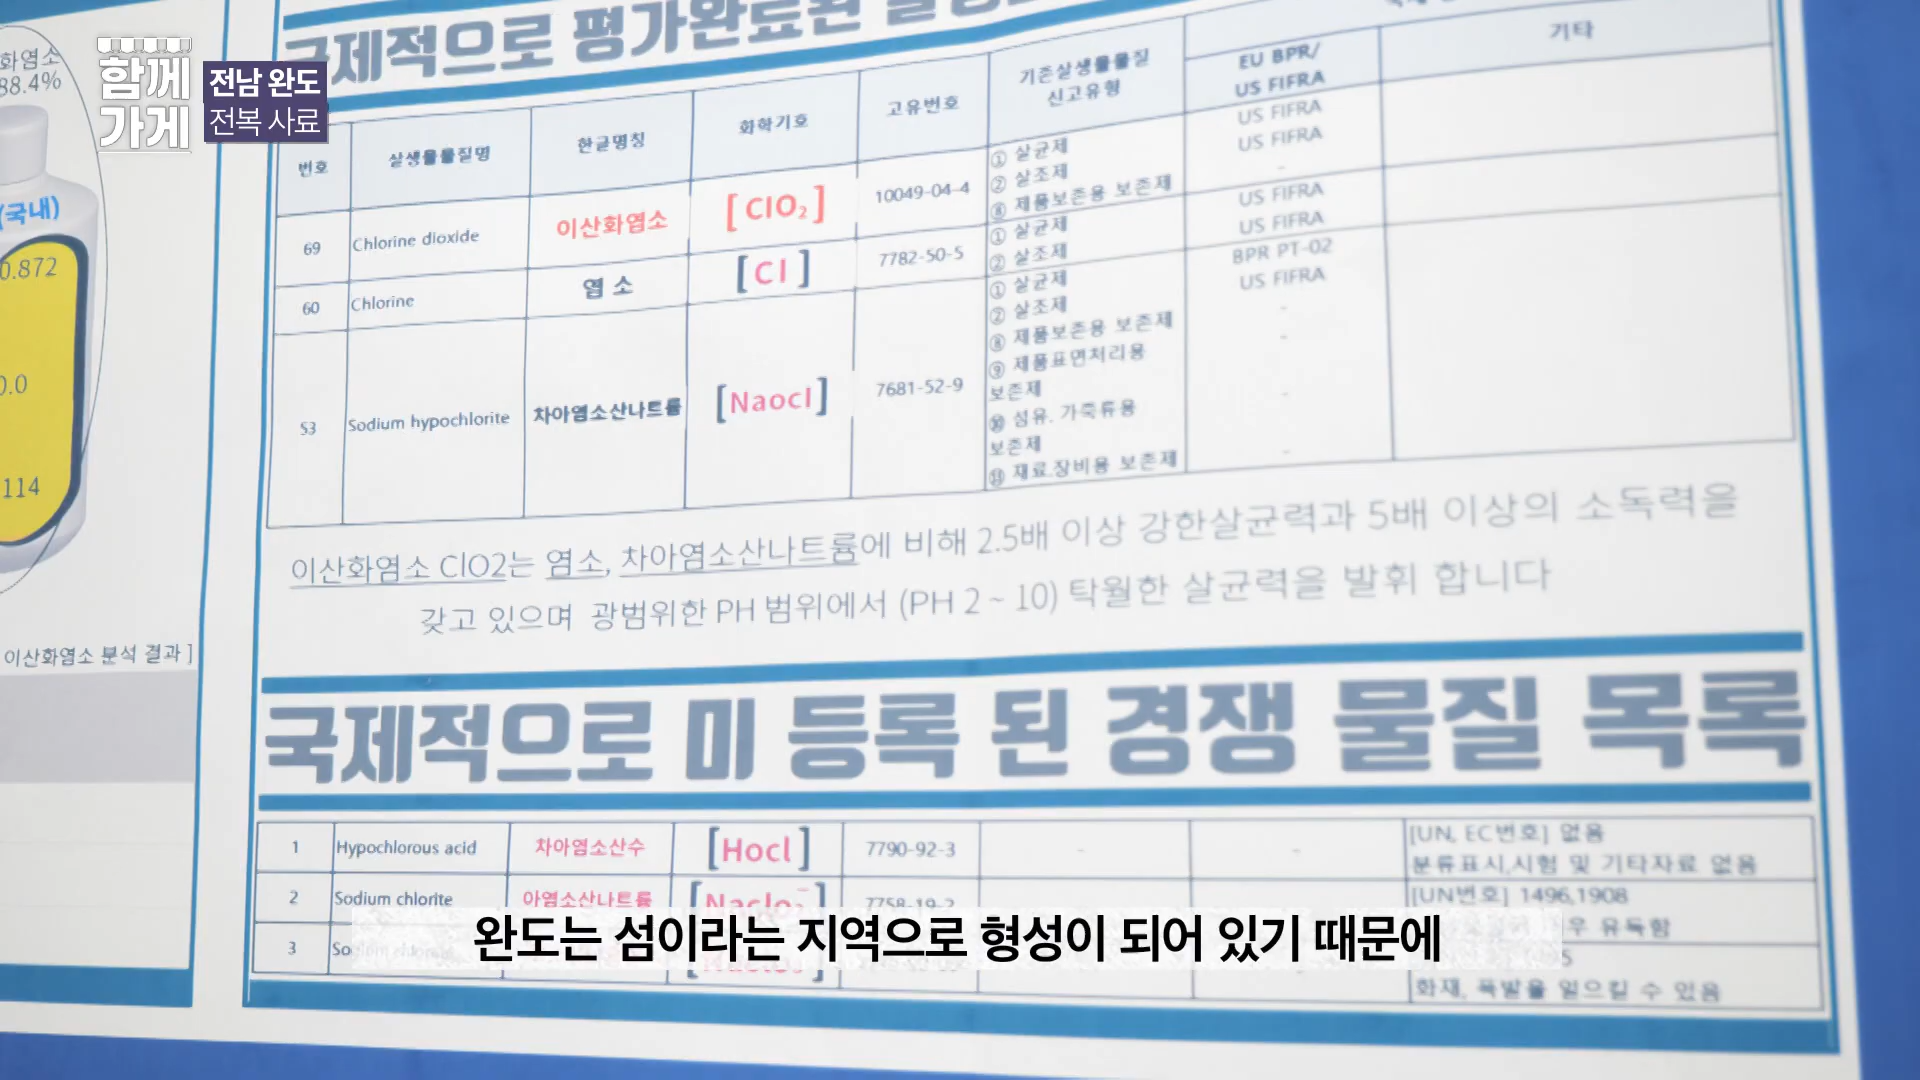 화염소
88.4%
(국내)
0.872
0.0
114
이산화염소 분석 결과 ]
함께
가게
전남 완도
전복 사료
국제적으로 평가완료된
번호
살생물물질명
한글명칭
화학기호
고유번호
기존살생물물질
신고유형
EU BPR/
US FIFRA
기타
69
Chlorine dioxide
이산화염소
[ClO₂]
10049-04-4
① 살균제
② 살조제
⑧ 제품보존용 보존제
US FIFRA
US FIFRA
-
60
Chlorine
염 소
[Cl]
7782-50-5
① 살균제
② 살조제
US FIFRA
US FIFRA
53
Sodium hypochlorite
차아염소산나트륨
[Naocl]
7681-52-9
① 살균제
② 살조제
⑧ 제품보존용 보존제
⑨ 제품표면처리용
보존제
⑩ 섬유. 가죽류용
보존제
⑪ 재료.장비용 보존제
BPR PT-02
US FIFRA
-
-
-
-
이산화염소 ClO2는 염소, 차아염소산나트륨에 비해 2.5배 이상 강한살균력과 5배 이상의 소독력을
갖고 있으며 광범위한 PH 범위에서 (PH 2 ~ 10) 탁월한 살균력을 발휘 합니다
국제적으로 미 등록 된 경쟁 물질 목록
1
Hypochlorous acid
차아염소산수
[Hocl]
7790-92-3
-
-
[UN, EC번호] 없음
분류표시,시험 및 기타자료 없음
2
Sodium chlorite
아염소산나트륨
[Naclo₂⁻]
7758-19-2
[UN번호] 1496,1908
유독함
3
화재, 폭발을 일으킬 수 있음
완도는 섬이라는 지역으로 형성이 되어 있기 때문에